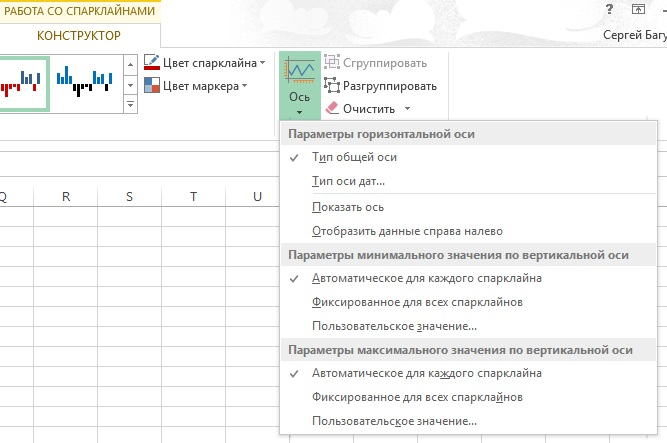 РАБОТА СО СПАРКЛАЙНАМИ
?
КОНСТРУКТОР
Сергей Багу
Цвет спарклайна
Цвет маркера
Ось
Сгруппировать
Разгруппировать
Очистить
Параметры горизонтальной оси
Тип общей оси
Тип оси дат...
Показать ось
Отобразить данные справа налево
Параметры минимального значения по вертикальной оси
Автоматическое для каждого спарклайна
Фиксированное для всех спарклайнов
Пользовательское значение...
Параметры максимального значения по вертикальной оси
Автоматическое для каждого спарклайна
Фиксированное для всех спарклайнов
Пользовательское значение...
Q R S T U